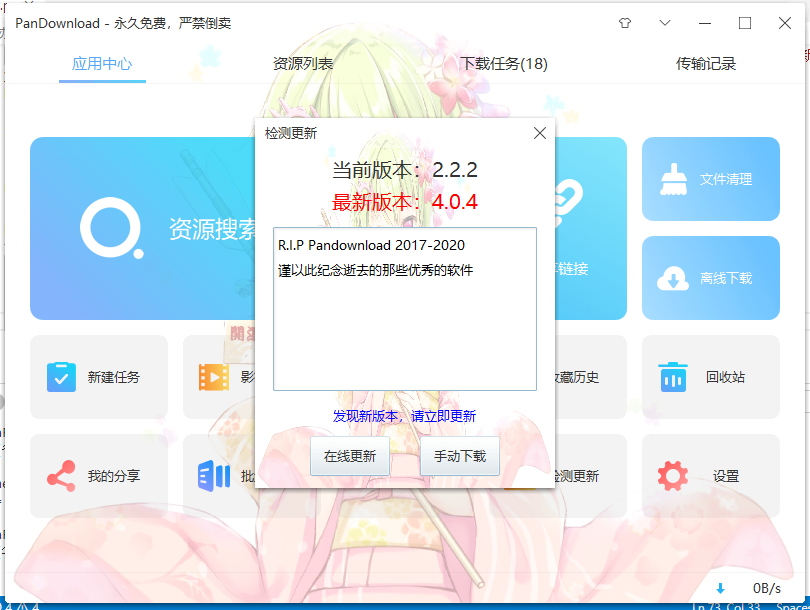 PanDownload - 永久免费，严禁倒卖
应用中心
资源列表
下载任务(18)
传输记录
检测更新
当前版本：2.2.2
最新版本：4.0.4
R.I.P Pandownload 2017-2020
谨以此纪念逝去的那些优秀的软件
发现新版本，请立即更新
在线更新
手动下载
资源搜索
链接
文件清理
离线下载
新建任务
影
藏历史
回收站
我的分享
批
检测更新
设置
0B/s
Ln 73, Col 33
Space